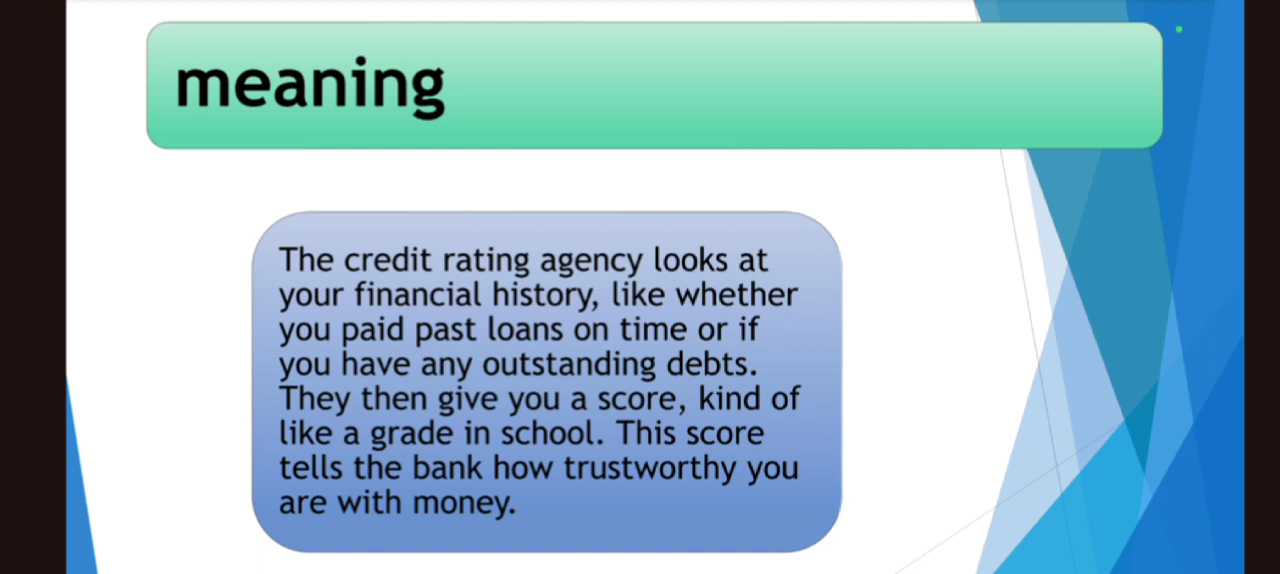 meaning
The credit rating agency looks at
your financial history, like whether
you paid past loans on time or if
you have any outstanding debts.
They then give you a score, kind of
like a grade in school. This score
tells the bank how trustworthy you
are with money.